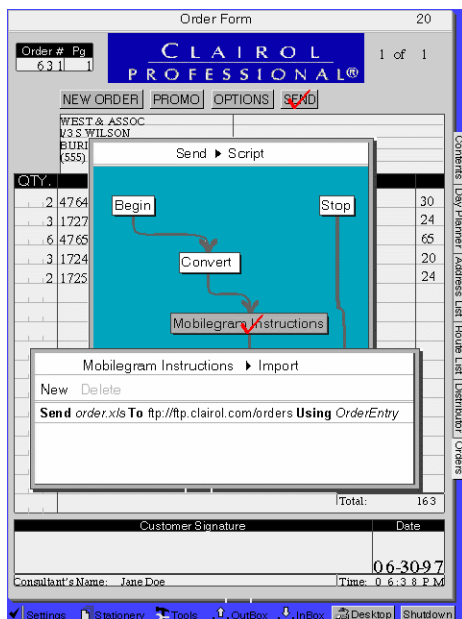 Order Form 20
Order # Pg
631 1
CLAIROL
PROFESSIONAL®
1 of 1
NEW ORDER PROMO OPTIONS SEND
WEST & ASSOC
1/3 S WILSON
BURI
(555)
Send ▸ Script
QTY.
2 4764 30
3 1727 24
6 4765 65
3 1724 20
2 1725 24
Begin Stop
Convert
Mobilegram Instructions
Mobilegram Instructions ▸ Import
New Delete
Send order.xls To ftp://ftp.clairol.com/orders Using OrderEntry
Total: 163
Customer Signature Date
06-30-97
Consultant's Name: Jane Doe Time: 06:38 PM
Contents Day Planner Address List Route List Distributor Orders
Settings Stationery Tools OutBox InBox Desktop Shutdown